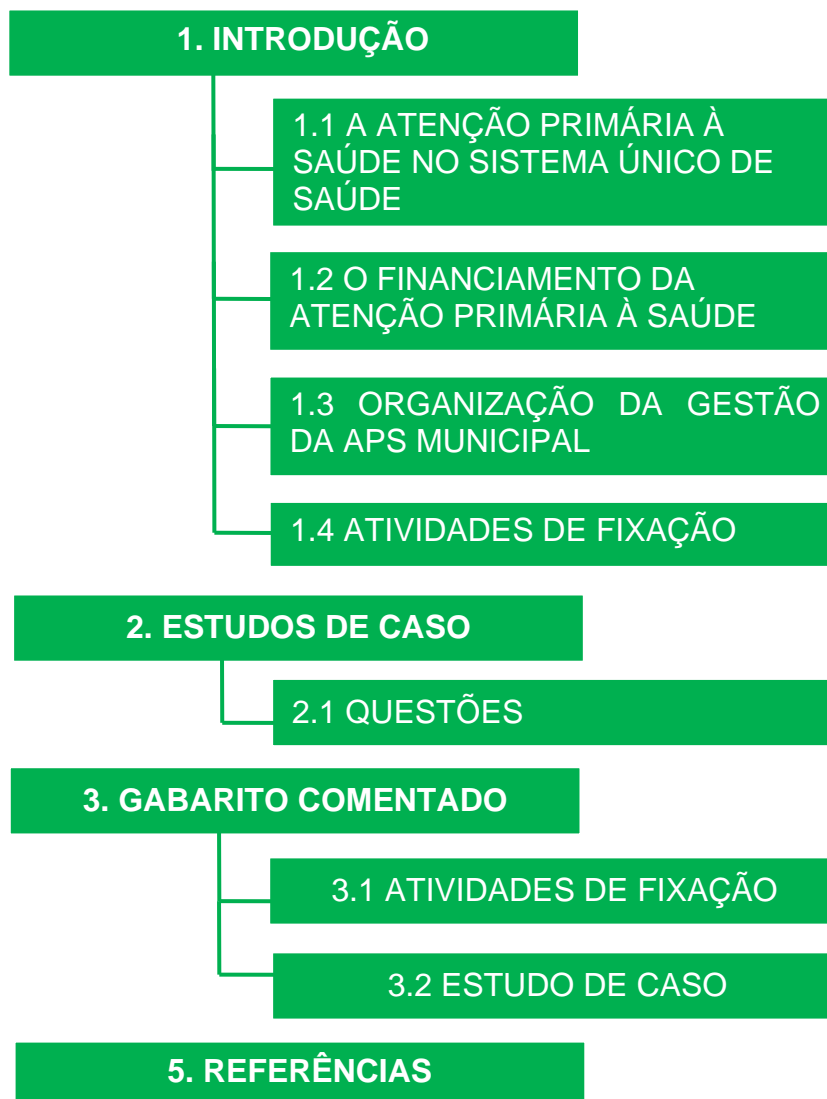 1. INTRODUÇÃO
1.1 A ATENÇÃO PRIMÁRIA À
SAÚDE NO SISTEMA ÚNICO DE
SAÚDE
1.2 O FINANCIAMENTO DA
ATENÇÃO PRIMÁRIA À SAÚDE
1.3 ORGANIZAÇÃO DA GESTÃO
DA APS MUNICIPAL
1.4 ATIVIDADES DE FIXAÇÃO
2. ESTUDOS DE CASO
2.1 QUESTÕES
3. GABARITO COMENTADO
3.1 ATIVIDADES DE FIXAÇÃO
3.2 ESTUDO DE CASO
5. REFERÊNCIAS